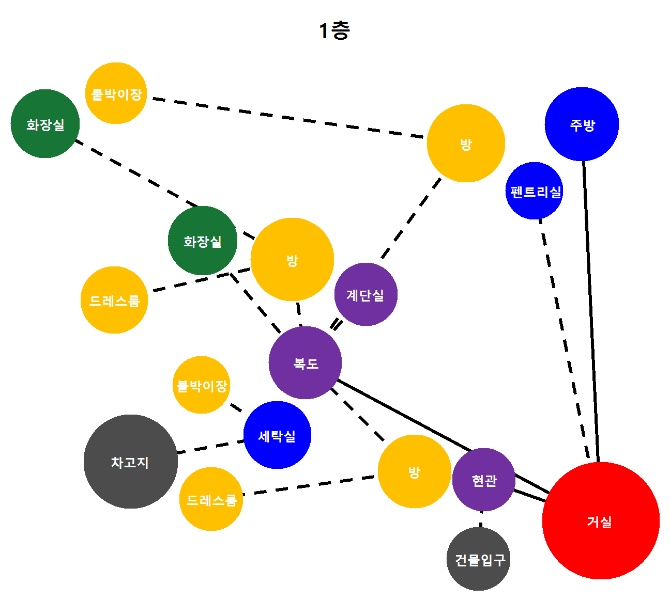 1층
붙박이장
화장실
주방
방
펜트리실
화장실
방
계단실
드레스룸
복도
붙박이장
세탁실
차고지
방
현관
드레스룸
거실
건물입구